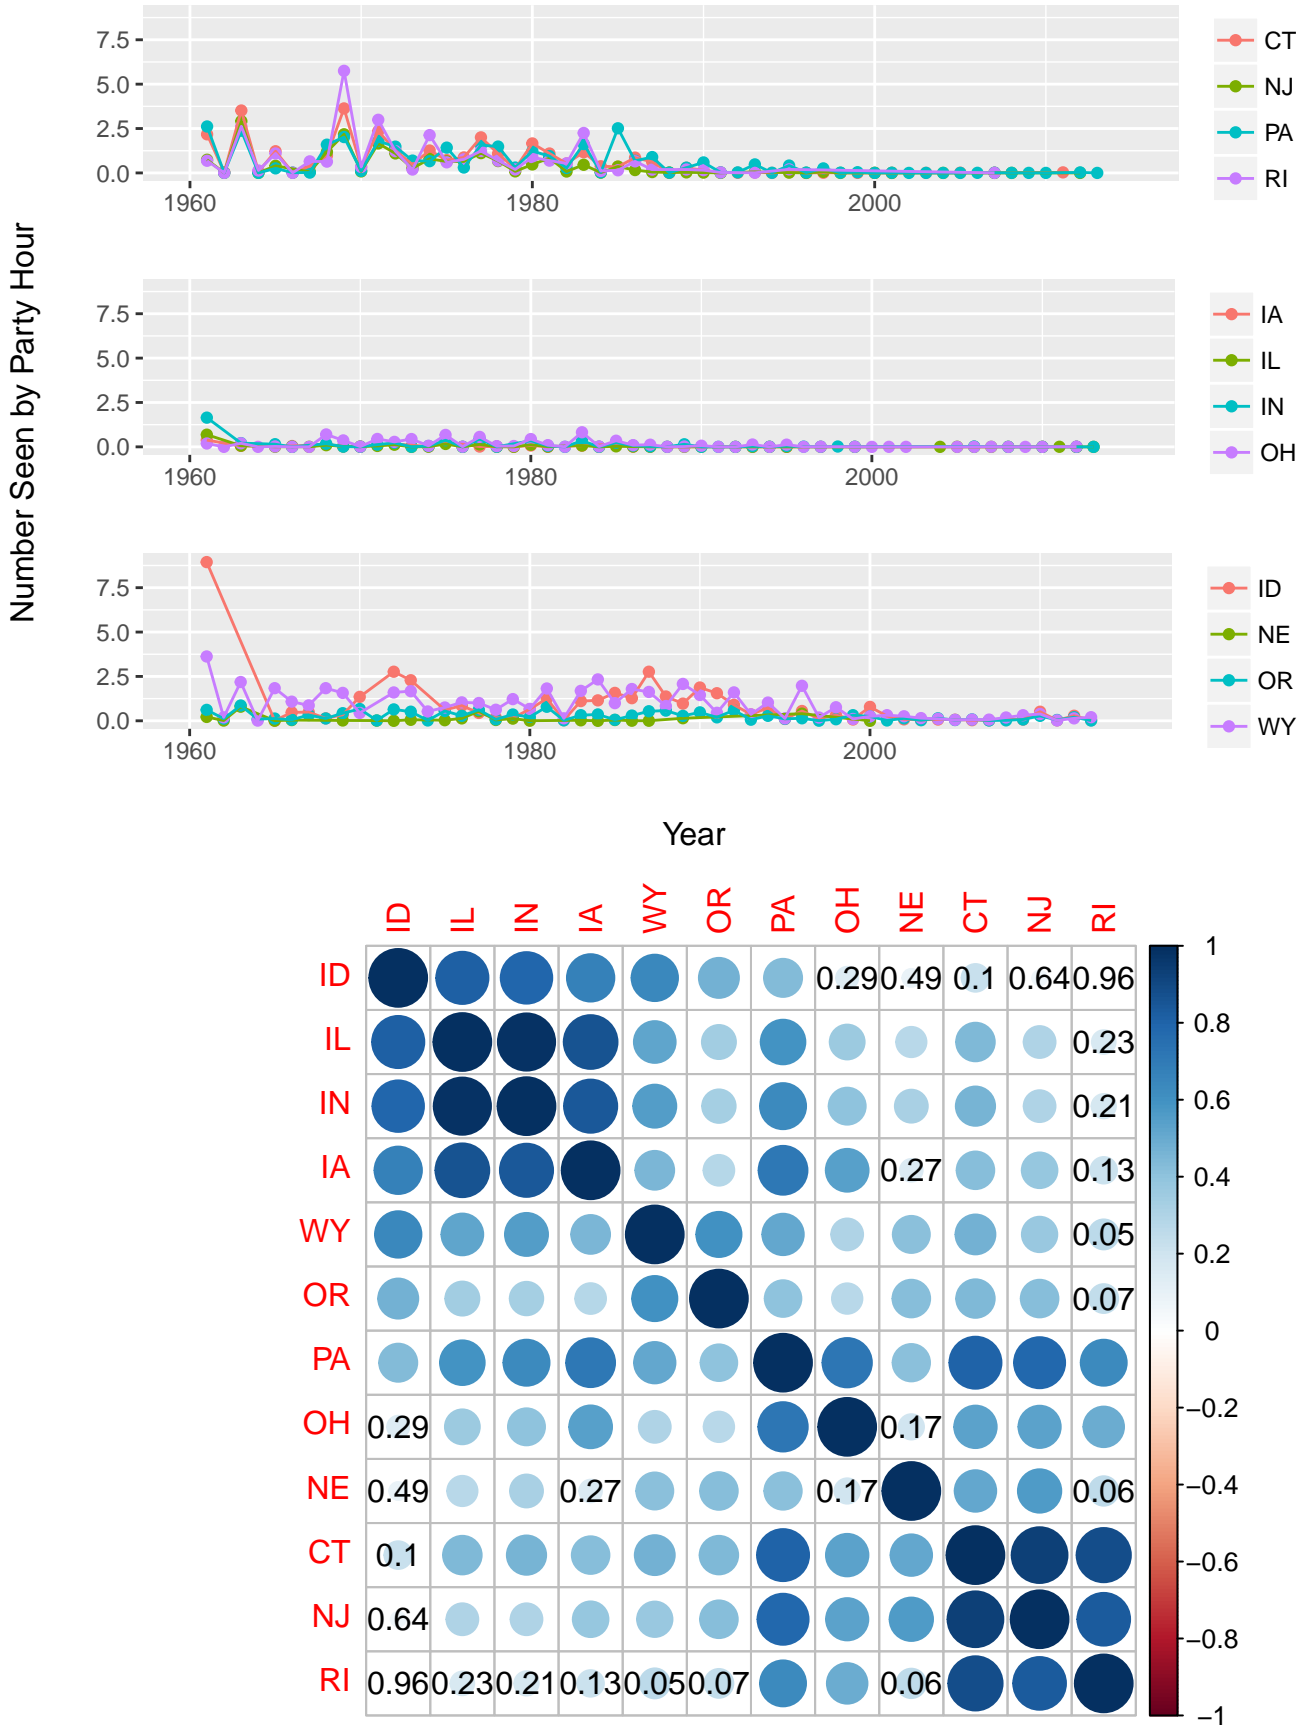 Number Seen by Party Hour
7.5
5.0
2.5
0.0
1960 1980 2000
CT
NJ
PA
RI
7.5
5.0
2.5
0.0
1960 1980 2000
IA
IL
IN
OH
7.5
5.0
2.5
0.0
1960 1980 2000
ID
NE
OR
WY
Year
ID IL IN IA WY OR PA OH NE CT NJ RI
ID 0.29 0.49 0.1 0.64 0.96
IL 0.23
IN 0.21
IA 0.27 0.13
WY 0.05
OR 0.07
PA
OH 0.29 0.17
NE 0.49 0.27 0.17 0.06
CT 0.1
NJ 0.64
RI 0.96 0.23 0.21 0.13 0.05 0.07 0.06
1
0.8
0.6
0.4
0.2
0
−0.2
−0.4
−0.6
−0.8
−1